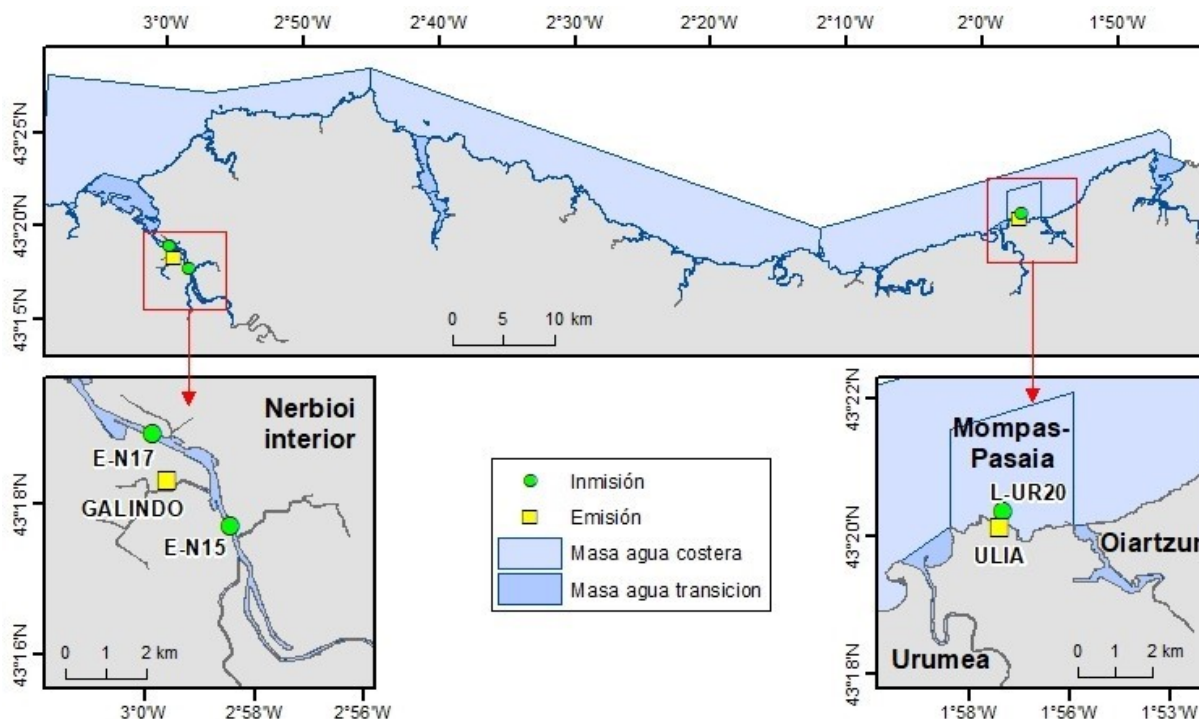 3°0'W
2°40'W
2°30'W
2°20'W
2°10'W
2°0'W
1°50'W
43°25'N
43°20'N
43°15'N
0 5 10 km
Nerbioi
interior
E-N17
GALINDO
E-N15
43°18'N
43°16'N
0 1 2 km
3°0'W
2°58'W
2°56'W
Inmisión
Emisión
Masa agua costera
Masa agua transicion
43°22'N
43°20'N
43°18'N
Mompas-
Pasaia
L-UR20
ULIA
Oiartzun
Urumea
0 1 2 km
1°58'W
1°56'W
1°53'W